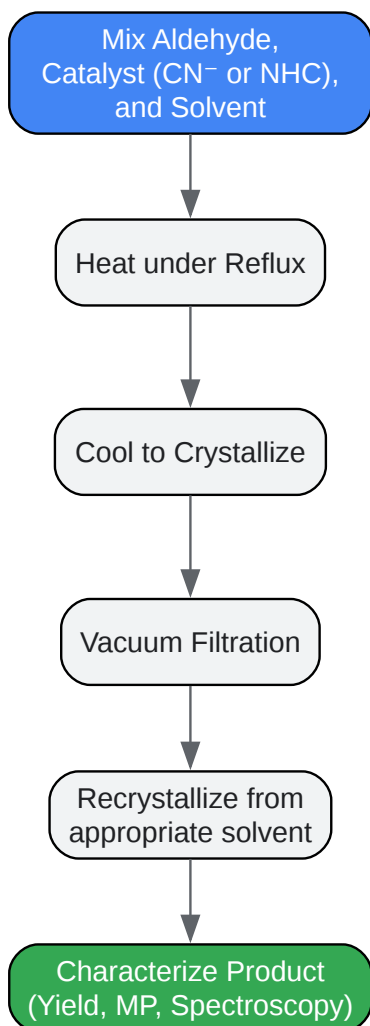 Mix Aldehyde,
Catalyst (CN⁻ or NHC),
and Solvent
Heat under Reflux
Cool to Crystallize
Vacuum Filtration
Recrystallize from
appropriate solvent
Characterize Product
(Yield, MP, Spectroscopy)